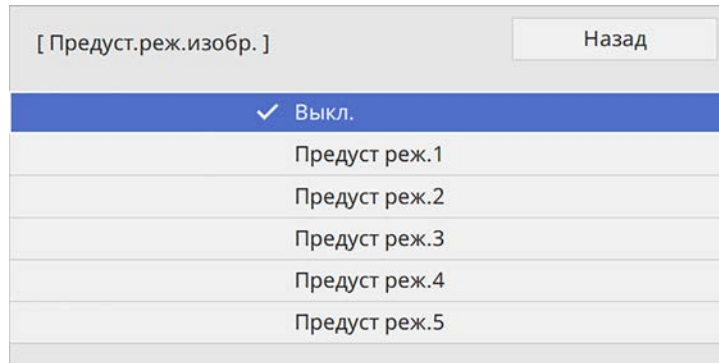 [ Предуст.реж.изобр. ]
Назад
Выкл.
Предуст реж.1
Предуст реж.2
Предуст реж.3
Предуст реж.4
Предуст реж.5